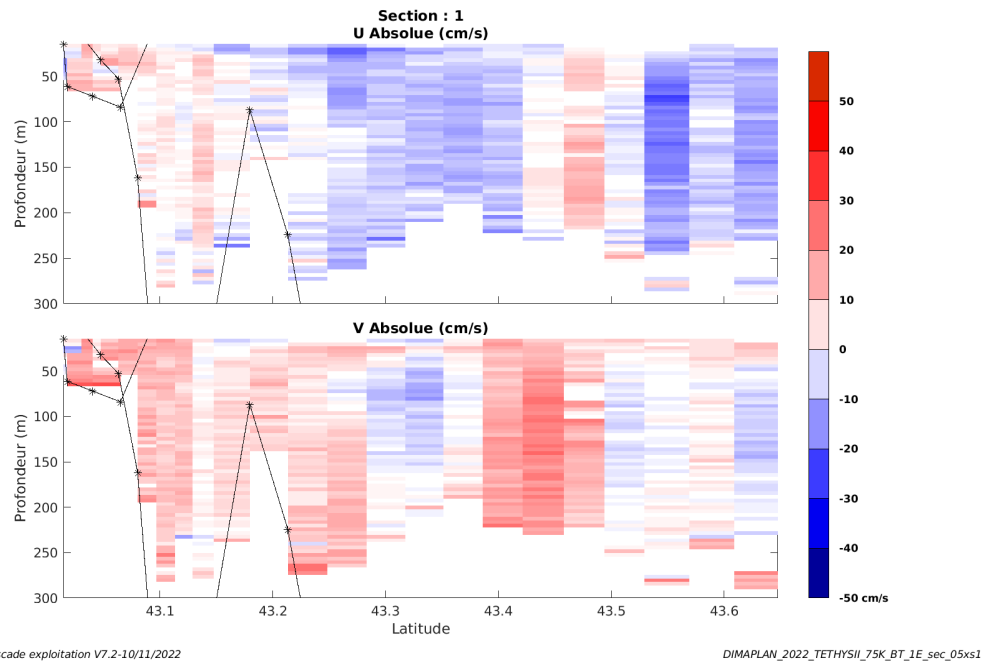 Section : 1
U Absolue (cm/s)
50
100
150
200
250
300
Profondeur (m)
V Absolue (cm/s)
50
100
150
200
250
300
Profondeur (m)
43.1 43.2 43.3 43.4 43.5 43.6
Latitude
50
40
30
20
10
0
-10
-20
-30
-40
-50 cm/s
scade exploitation V7.2-10/11/2022
DIMAPLAN_2022_TETHYSII_75K_BT_1E_sec_05xs1